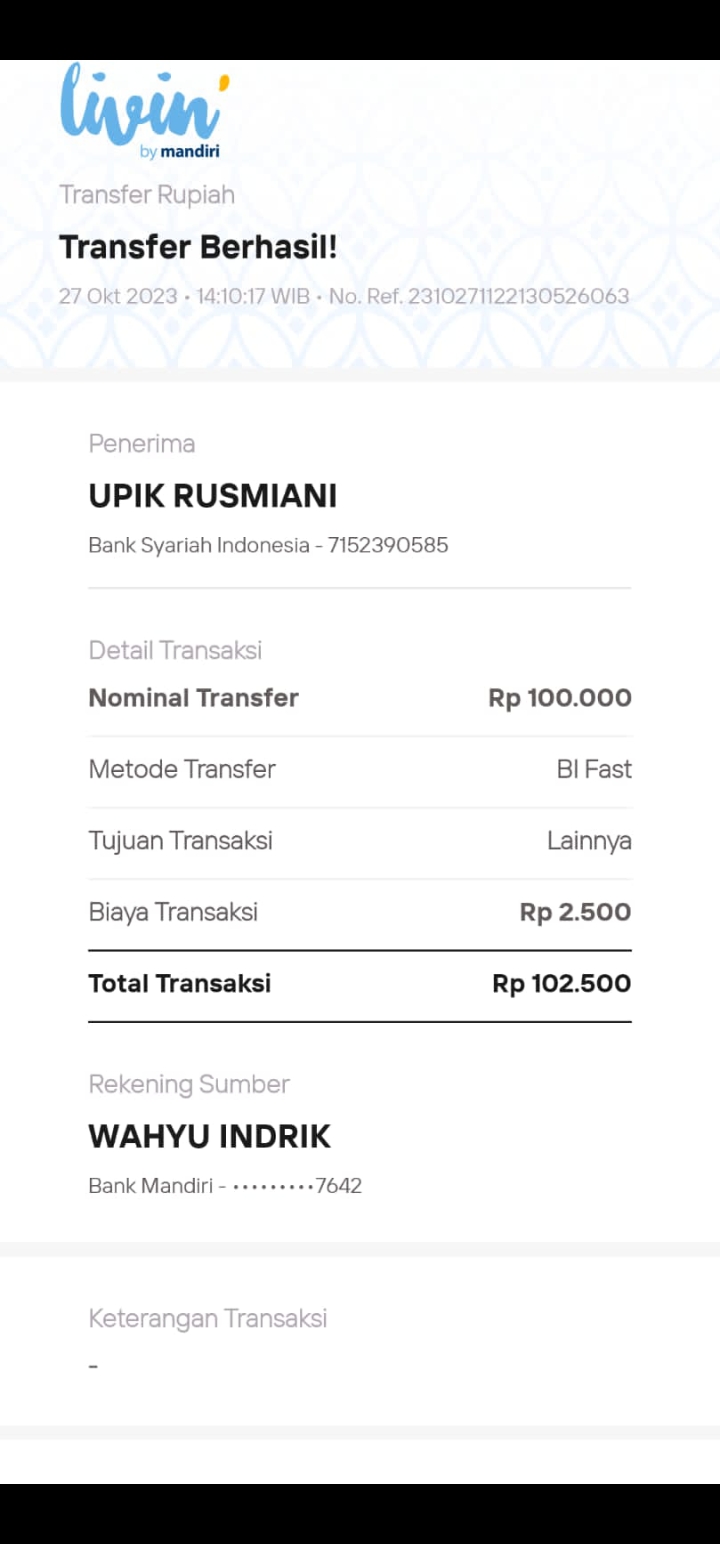 livin'
by mandiri
Transfer Rupiah
Transfer Berhasil!
27 Okt 2023 • 14:10:17 WIB • No. Ref. 2310271122130526063
Penerima
UPIK RUSMIANI
Bank Syariah Indonesia - 7152390585
Detail Transaksi
Nominal Transfer Rp 100.000
Metode Transfer BI Fast
Tujuan Transaksi Lainnya
Biaya Transaksi Rp 2.500
Total Transaksi Rp 102.500
Rekening Sumber
WAHYU INDRIK
Bank Mandiri - •••••••••7642
Keterangan Transaksi
-